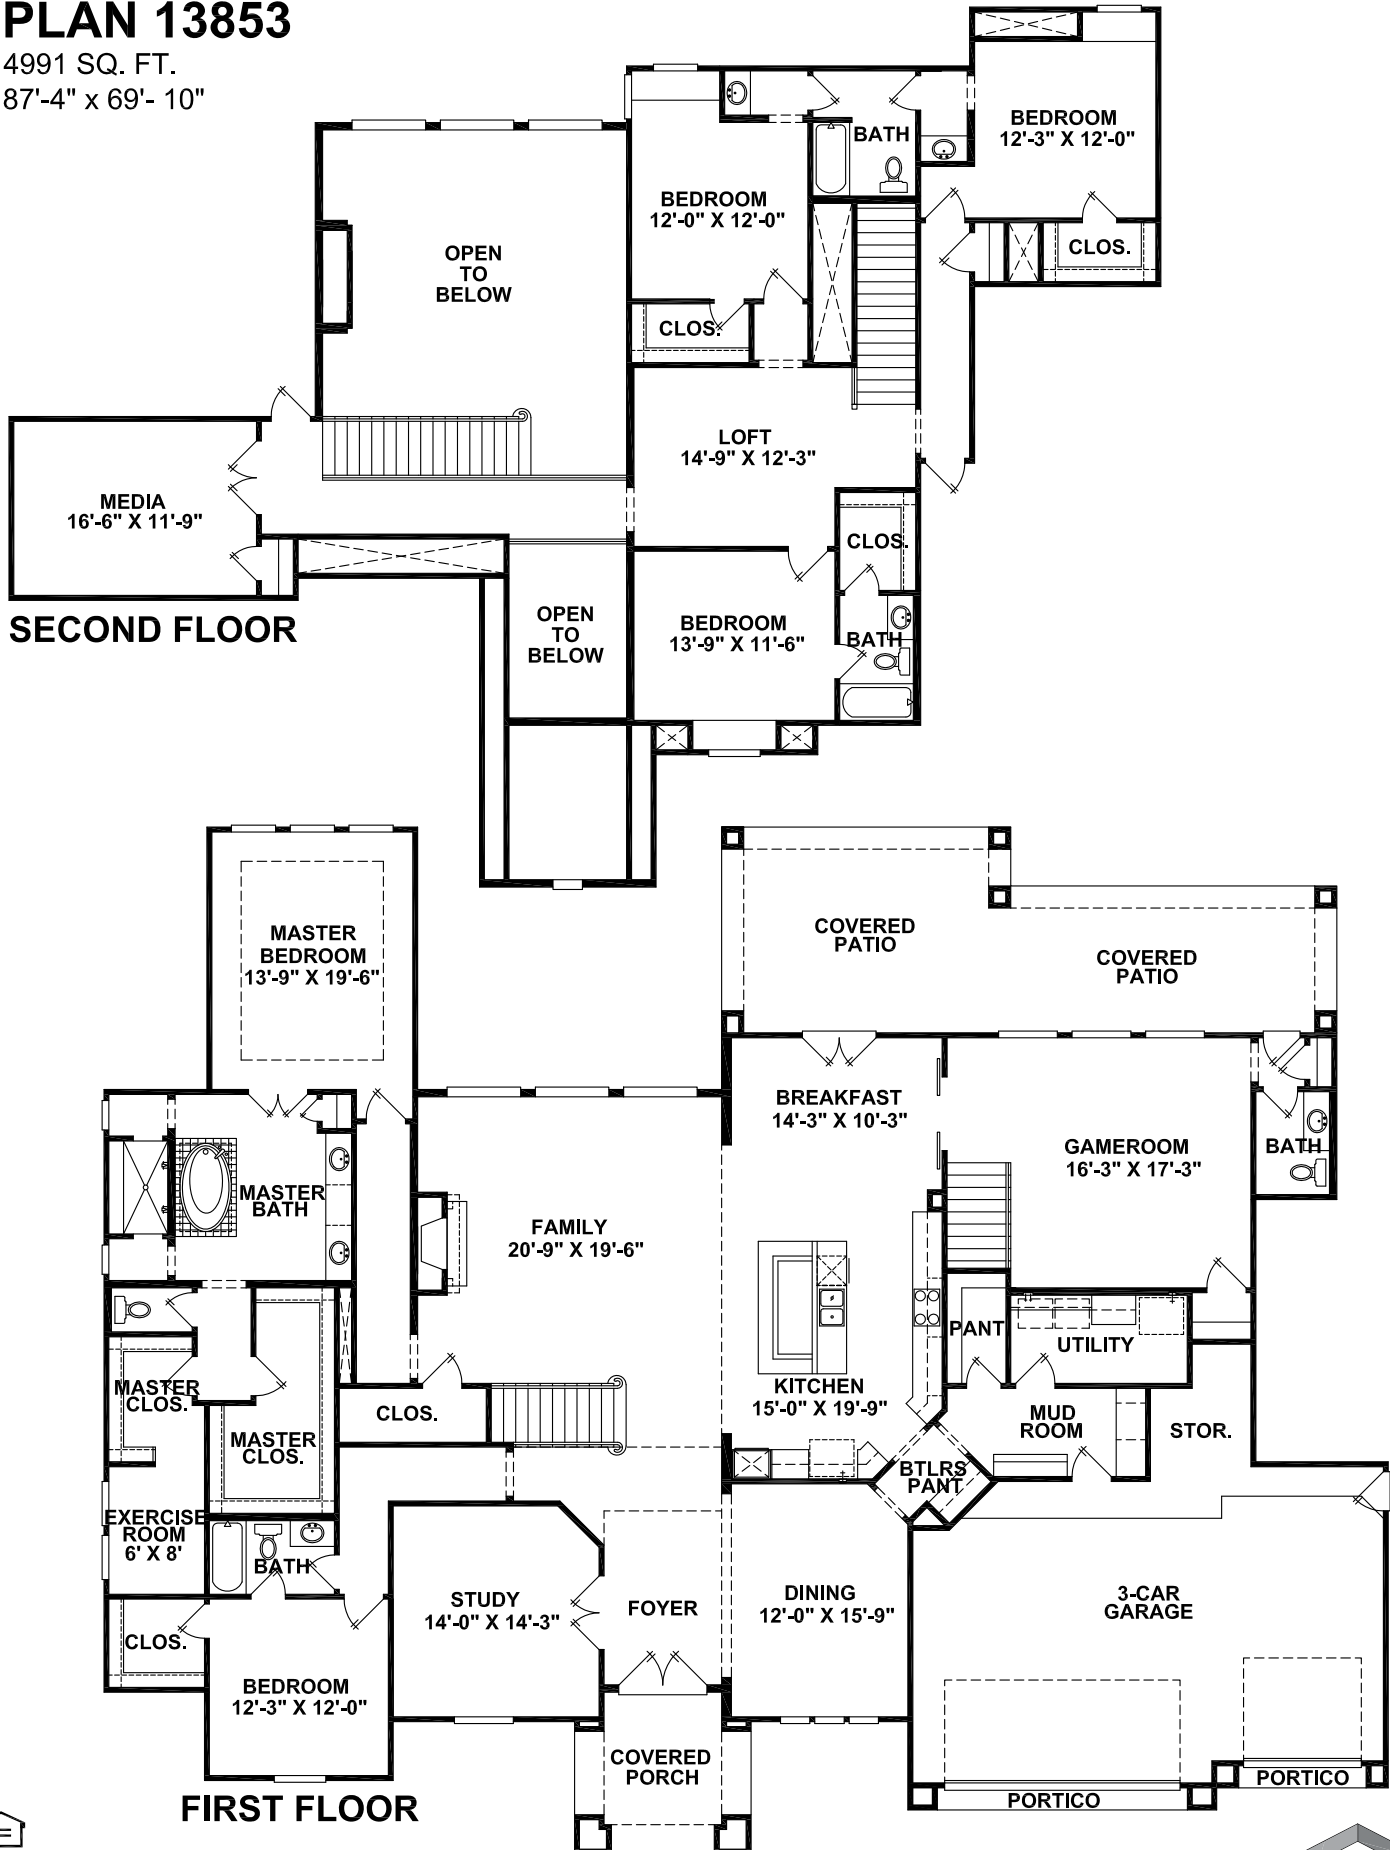 PLAN 13853
4991 SQ. FT.
87'-4" x 69'- 10"
BEDROOM
12'-3" X 12'-0"
BATH
BEDROOM
12'-0" X 12'-0"
CLOS.
OPEN
TO
BELOW
CLOS.
LOFT
14'-9" X 12'-3"
MEDIA
16'-6" X 11'-9"
CLOS.
OPEN
TO
BELOW
BEDROOM
13'-9" X 11'-6"
BATH
SECOND FLOOR
MASTER
BEDROOM
13'-9" X 19'-6"
COVERED
PATIO
COVERED
PATIO
BREAKFAST
14'-3" X 10'-3"
GAMEROOM
16'-3" X 17'-3"
BATH
MASTER
BATH
FAMILY
20'-9" X 19'-6"
PANT
UTILITY
MASTER
CLOS.
KITCHEN
15'-0" X 19'-9"
CLOS.
MUD
ROOM
STOR.
MASTER
CLOS.
BTLRS
PANT
EXERCISE
ROOM
6' X 8'
BATH
STUDY
14'-0" X 14'-3"
FOYER
DINING
12'-0" X 15'-9"
3-CAR
GARAGE
CLOS.
BEDROOM
12'-3" X 12'-0"
COVERED
PORCH
PORTICO
PORTICO
FIRST FLOOR